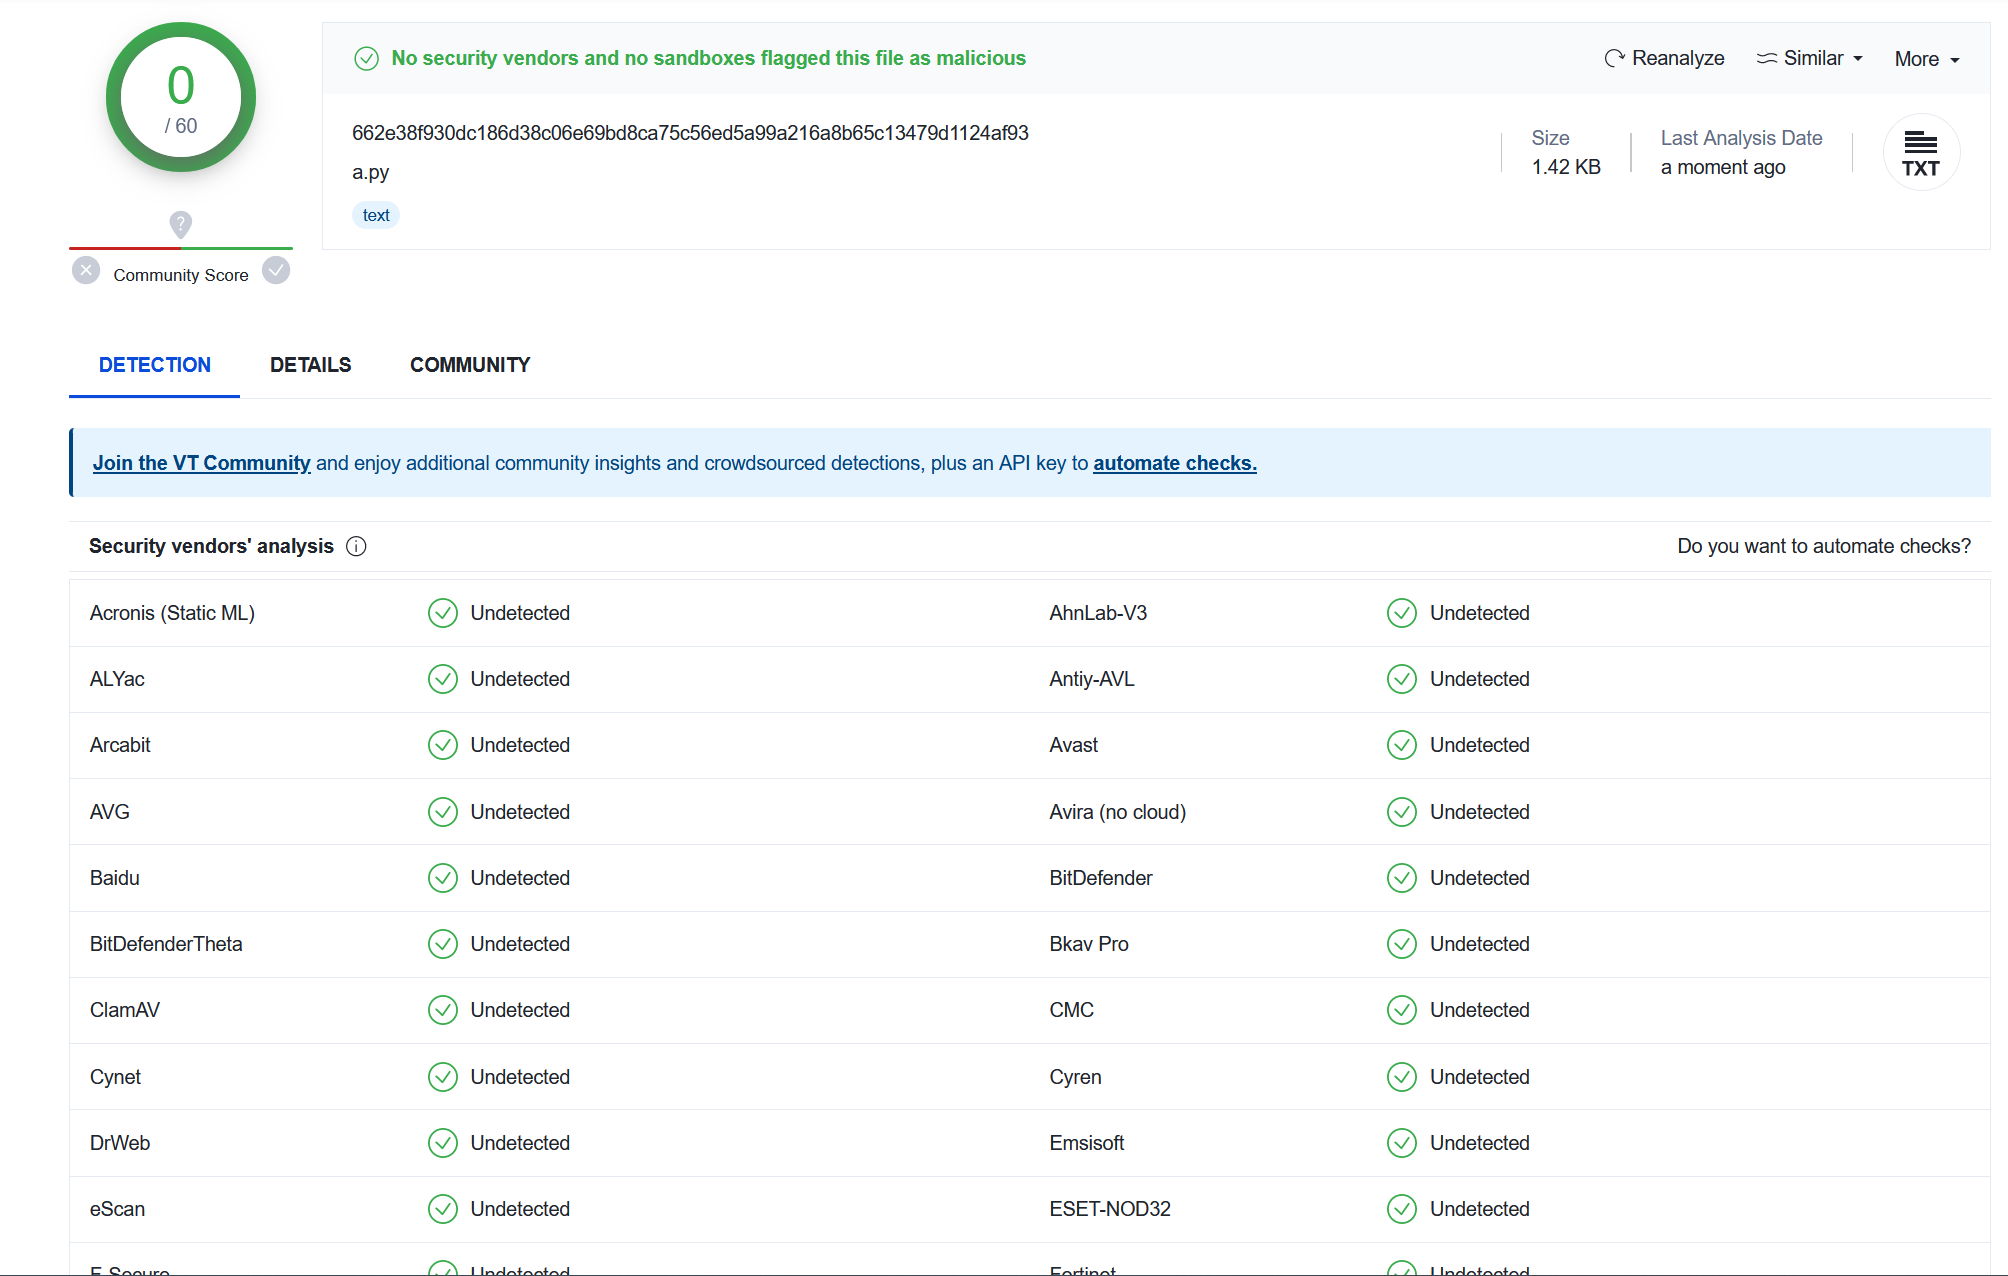 0
/ 60
Community Score
No security vendors and no sandboxes flagged this file as malicious
Reanalyze
Similar
More
662e38f930dc186d38c06e69bd8ca75c56ed5a99a216a8b65c13479d1124af93
a.py
text
Size
1.42 KB
Last Analysis Date
a moment ago
TXT
DETECTION DETAILS COMMUNITY
Join the VT Community and enjoy additional community insights and crowdsourced detections, plus an API key to automate checks.
Security vendors' analysis
Do you want to automate checks?
Acronis (Static ML) Undetected AhnLab-V3 Undetected
ALYac Undetected Antiy-AVL Undetected
Arcabit Undetected Avast Undetected
AVG Undetected Avira (no cloud) Undetected
Baidu Undetected BitDefender Undetected
BitDefenderTheta Undetected Bkav Pro Undetected
ClamAV Undetected CMC Undetected
Cynet Undetected Cyren Undetected
DrWeb Undetected Emsisoft Undetected
eScan Undetected ESET-NOD32 Undetected
F-Secure Undetected Fortinet Undetected